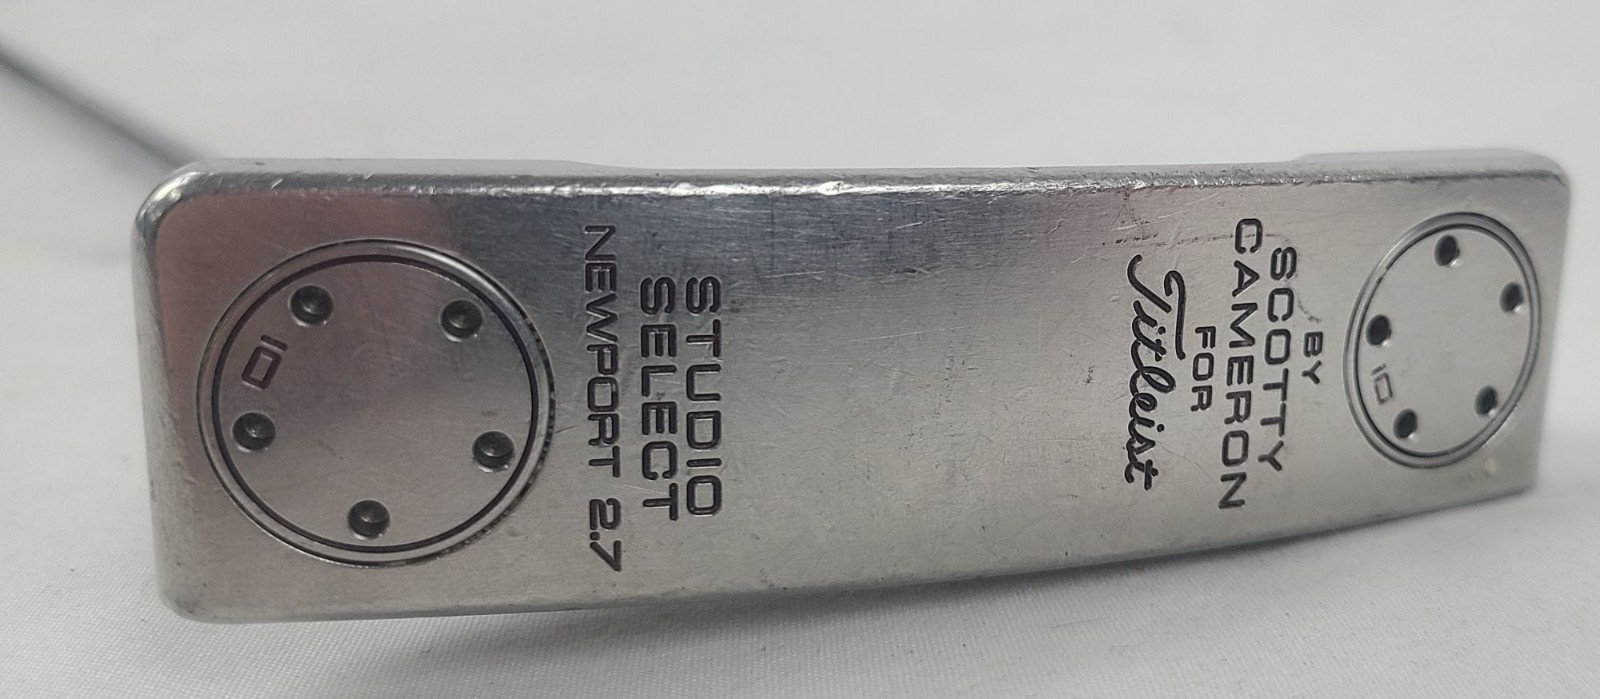 10
STUDIO
SELECT
NEWPORT 2.7
BY
SCOTTY
CAMERON
FOR
Titleist
10